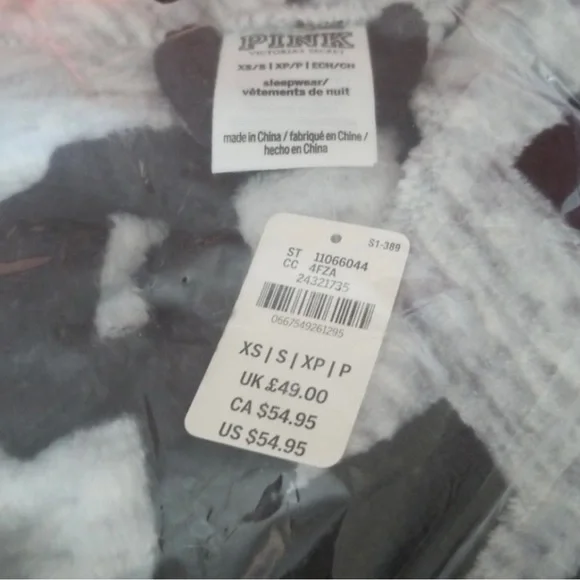 PINK
VICTORIA'S SECRET
XS/S | XP/P | ECH/CH
sleepwear/
vêtements de nuit
made in China / fabriqué en Chine /
hecho en China
S1-389
ST 11066044
CC 4FZA
24321735
0667549261295
XS | S | XP | P
UK £49.00
CA $54.95
US $54.95